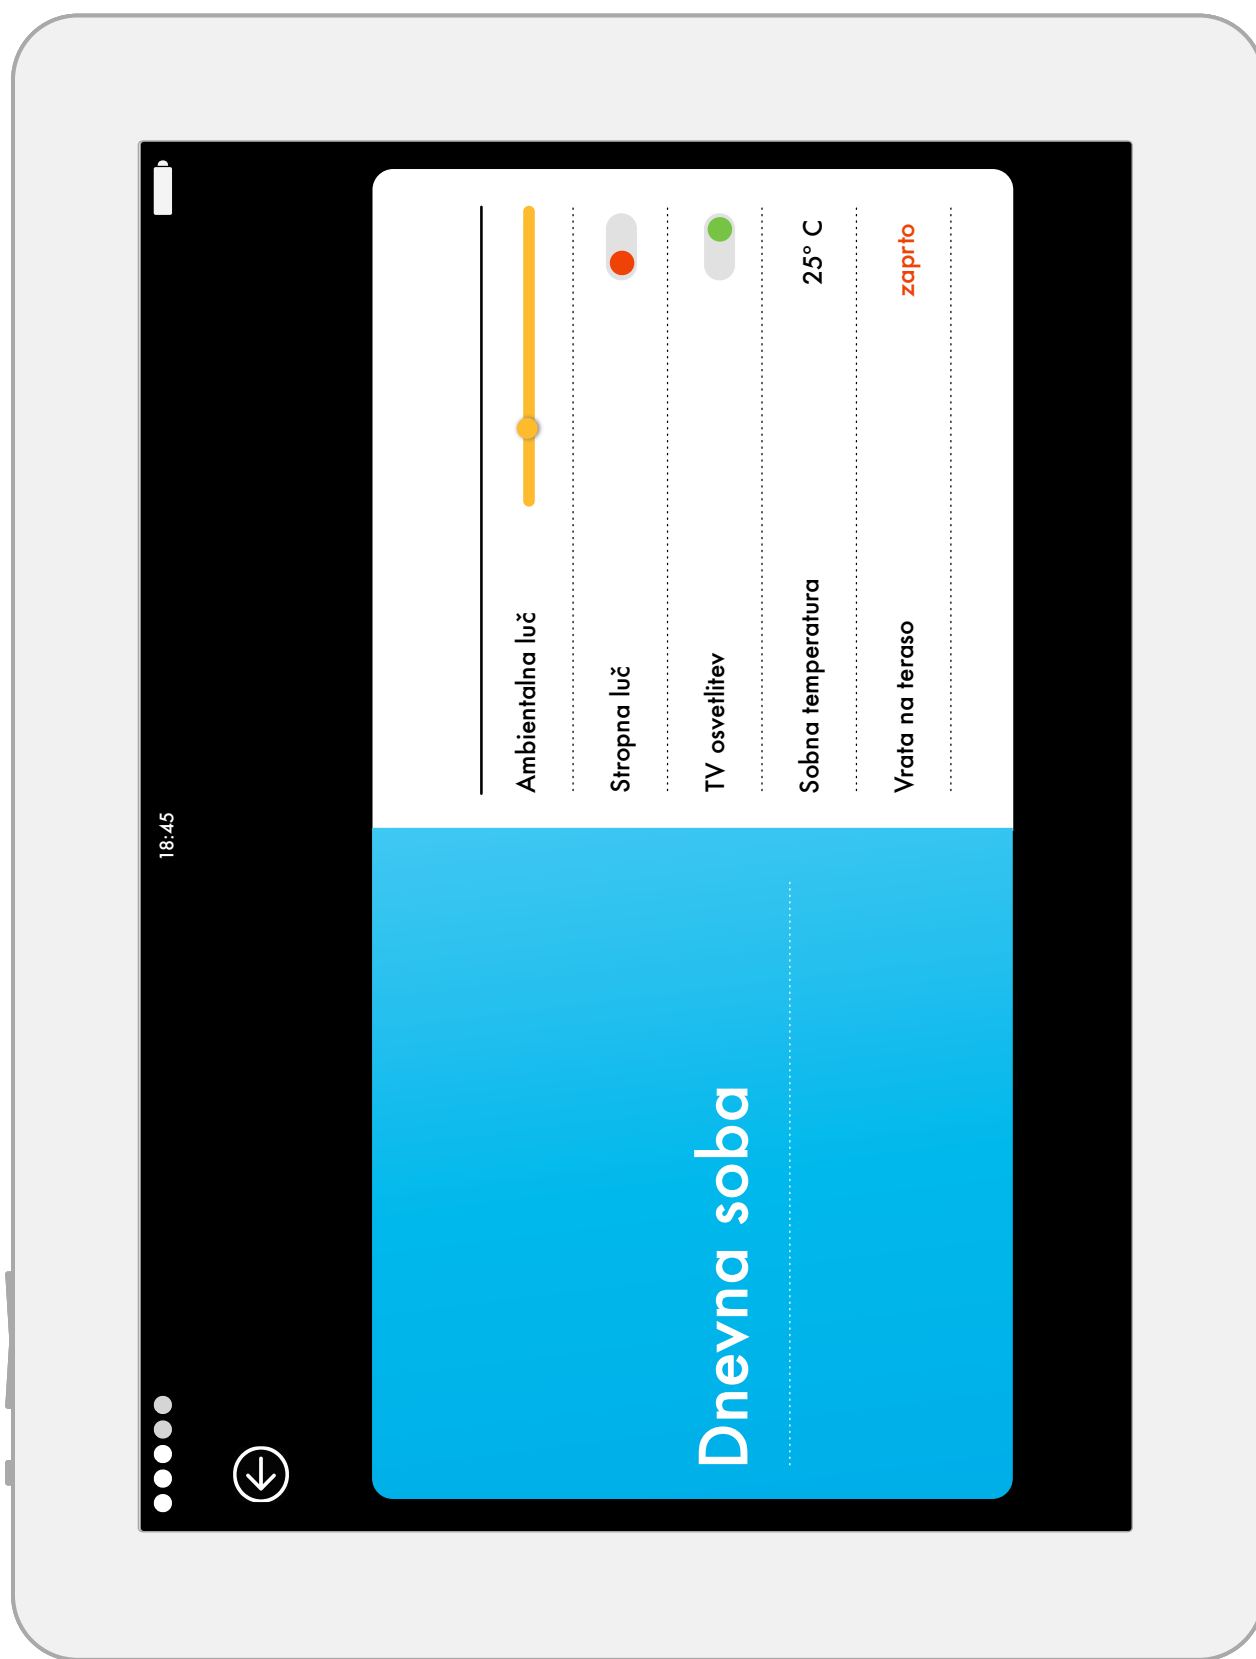 18:45
Dnevna soba
Ambientalna luč
Stropna luč
TV osvetlitev
Sobna temperatura 25° C
Vrata na teraso zaprto